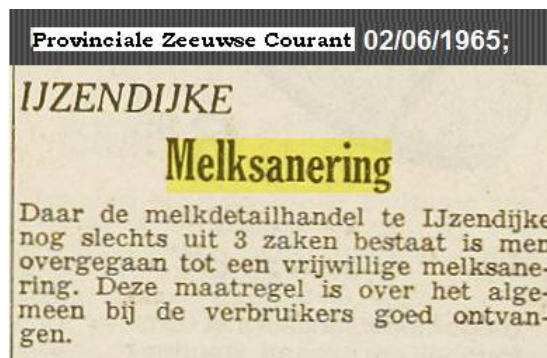 Provinciale Zeeuwse Courant 02/06/1965;
IJZENDIJKE
Melksanering
Daar de melkdetailhandel te IJzendijke
nog slechts uit 3 zaken bestaat is men
overgegaan tot een vrijwillige melksane-
ring. Deze maatregel is over het alge-
meen bij de verbruikers goed ontvan-
gen.